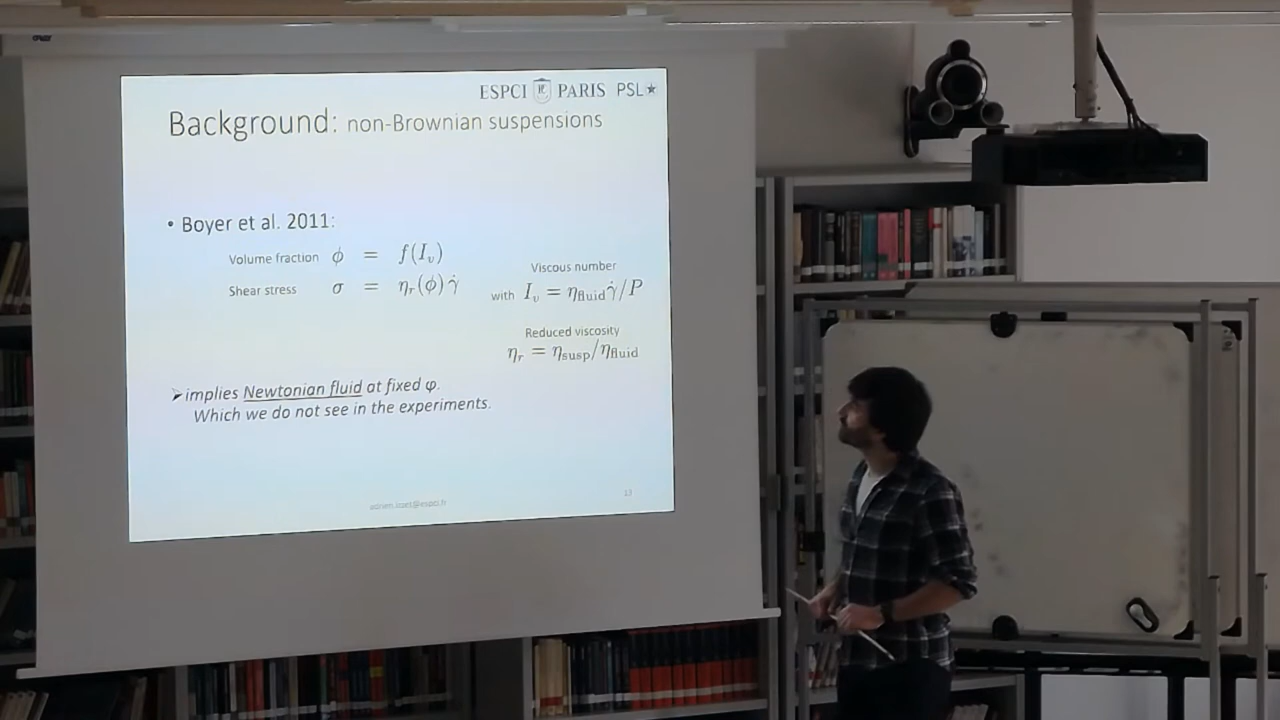 ESPCI PARIS PSL★
Background: non-Brownian suspensions
• Boyer et al. 2011:
Volume fraction ϕ = f(I_v)
Shear stress σ = η_r(ϕ) γ̇
Viscous number
with I_v = η_fluid γ̇/P
Reduced viscosity
η_r = η_susp/η_fluid
➢ implies Newtonian fluid at fixed φ.
Which we do not see in the experiments.
13